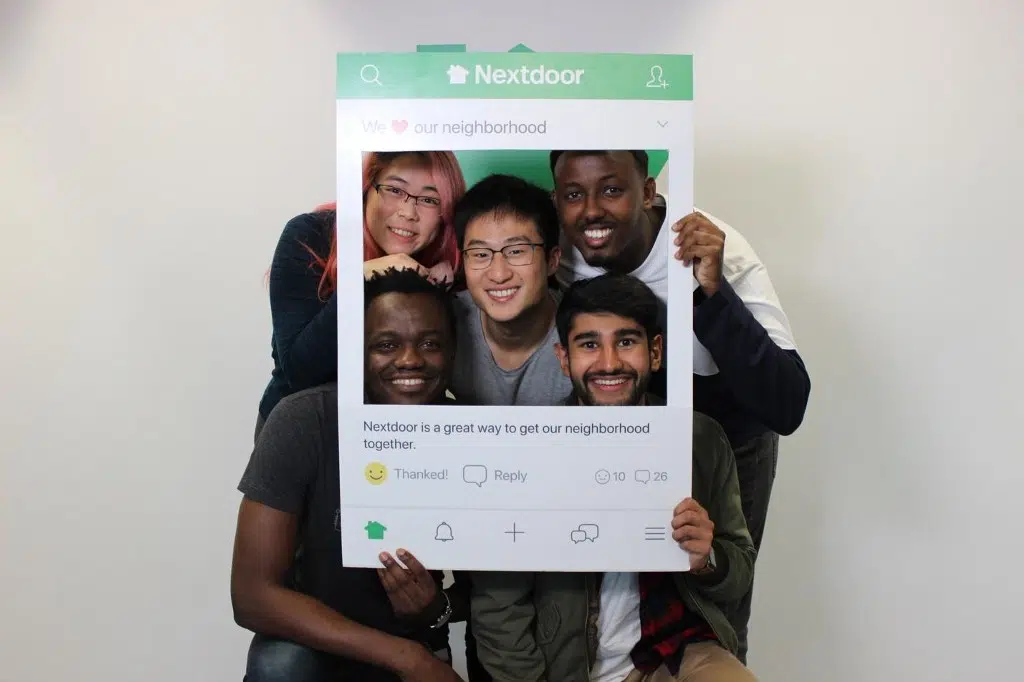 Nextdoor
We ❤ our neighborhood
Nextdoor is a great way to get our neighborhood
together.
Thanked! Reply 10 26